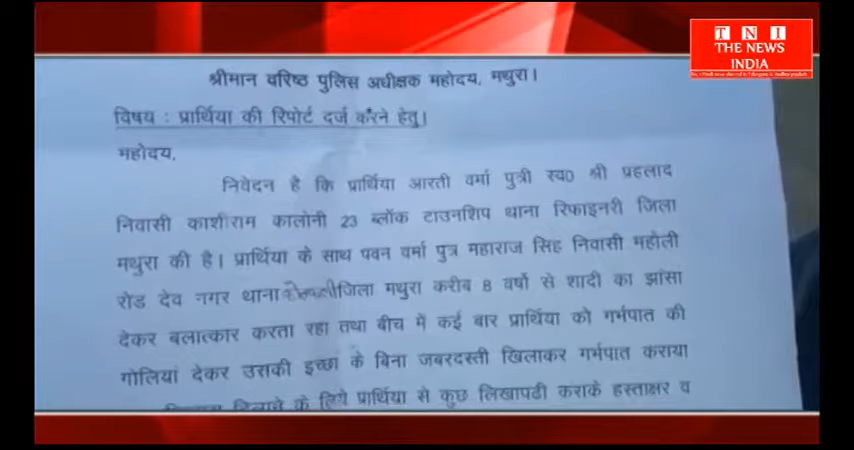 TNI
THE NEWS
INDIA
श्रीमान वरिष्ठ पुलिस अधीक्षक महोदय, मथुरा।
विषय : प्रार्थिया की रिपोर्ट दर्ज करने हेतु।
महोदय,
निवेदन है कि प्रार्थिया आरती वर्मा पुत्री स्व0 श्री प्रहलाद
निवासी काशीराम कालोनी 23 ब्लॉक टाउनशिप थाना रिफाइनरी जिला
मथुरा की है। प्रार्थिया के साथ पवन वर्मा पुत्र महाराज सिंह निवासी महोली
रोड देव नगर थाना जिला मथुरा करीब 8 वर्षो से शादी का झांसा
देकर बलात्कार करता रहा तथा बीच में कई बार प्रार्थिया को गर्भपात की
गोलियां देकर उसकी इच्छा के बिना जबरदस्ती खिलाकर गर्भपात कराया
के लिये प्रार्थिया से कुछ लिखापढी कराके हस्ताक्षर व